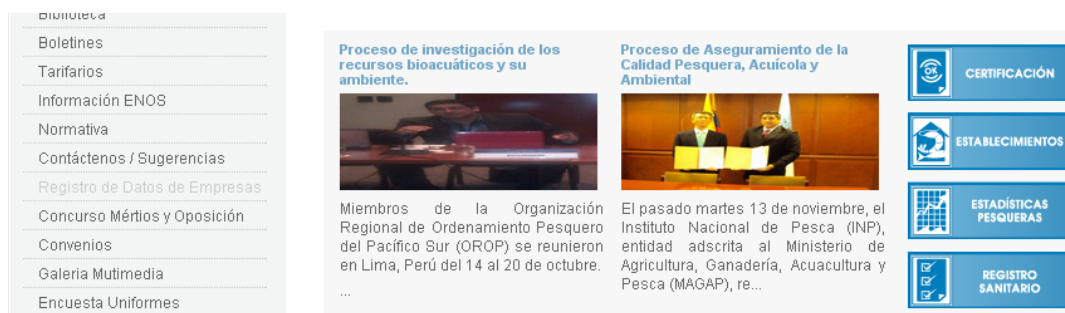 Biblioteca
Boletines
Tarifarios
Información ENOS
Normativa
Contáctenos / Sugerencias
Registro de Datos de Empresas
Concurso Mértios y Oposición
Convenios
Galeria Mutimedia
Encuesta Uniformes
Proceso de investigación de los
recursos bioacuáticos y su
ambiente.
Miembros de la Organización
Regional de Ordenamiento Pesquero
del Pacífico Sur (OROP) se reunieron
en Lima, Perú del 14 al 20 de octubre.
...
Proceso de Aseguramiento de la
Calidad Pesquera, Acuícola y
Ambiental
El pasado martes 13 de noviembre, el
Instituto Nacional de Pesca (INP),
entidad adscrita al Ministerio de
Agricultura, Ganadería, Acuacultura y
Pesca (MAGAP), re...
OK
CERTIFICACIÓN
ESTABLECIMIENTOS
ESTADÍSTICAS
PESQUERAS
REGISTRO
SANITARIO